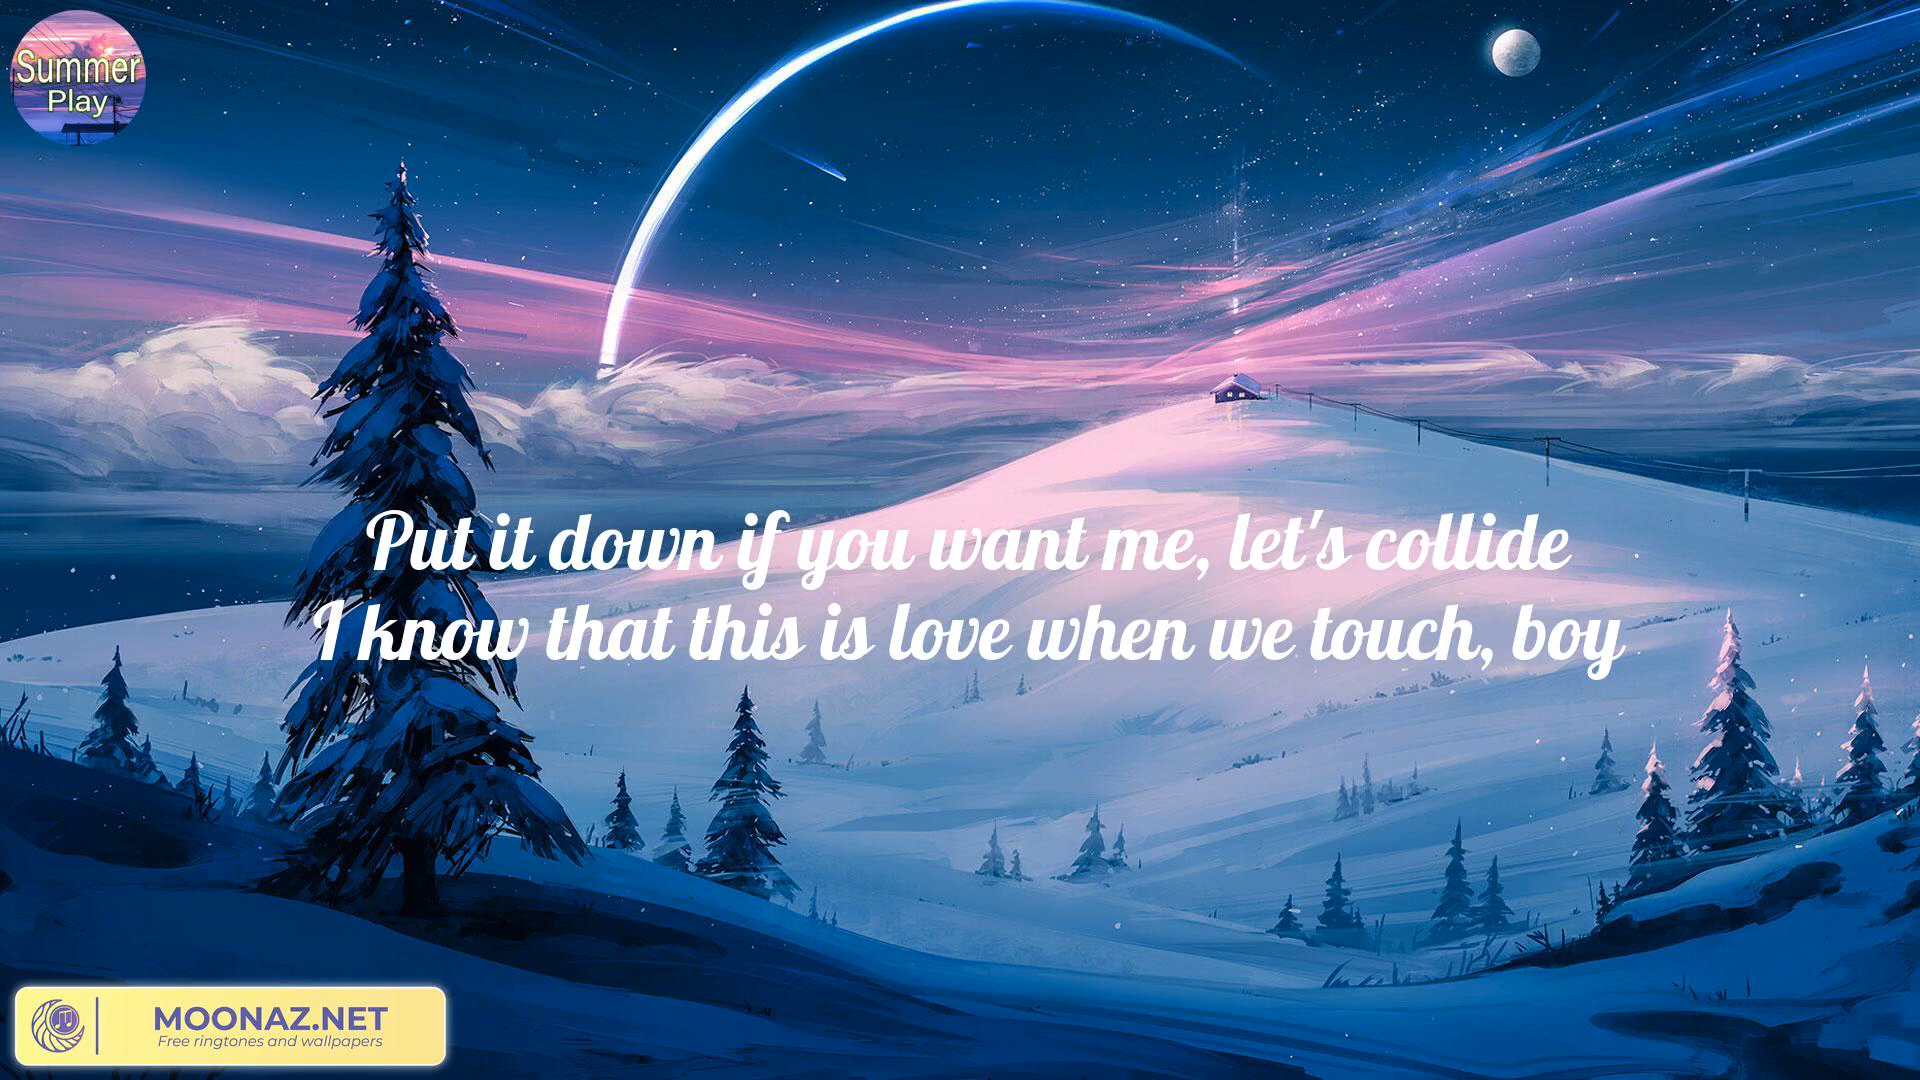 Summer
Play
Put it down if you want me, let's collide
I know that this is love when we touch, boy
MOONAZ.NET
Free ringtones and wallpapers